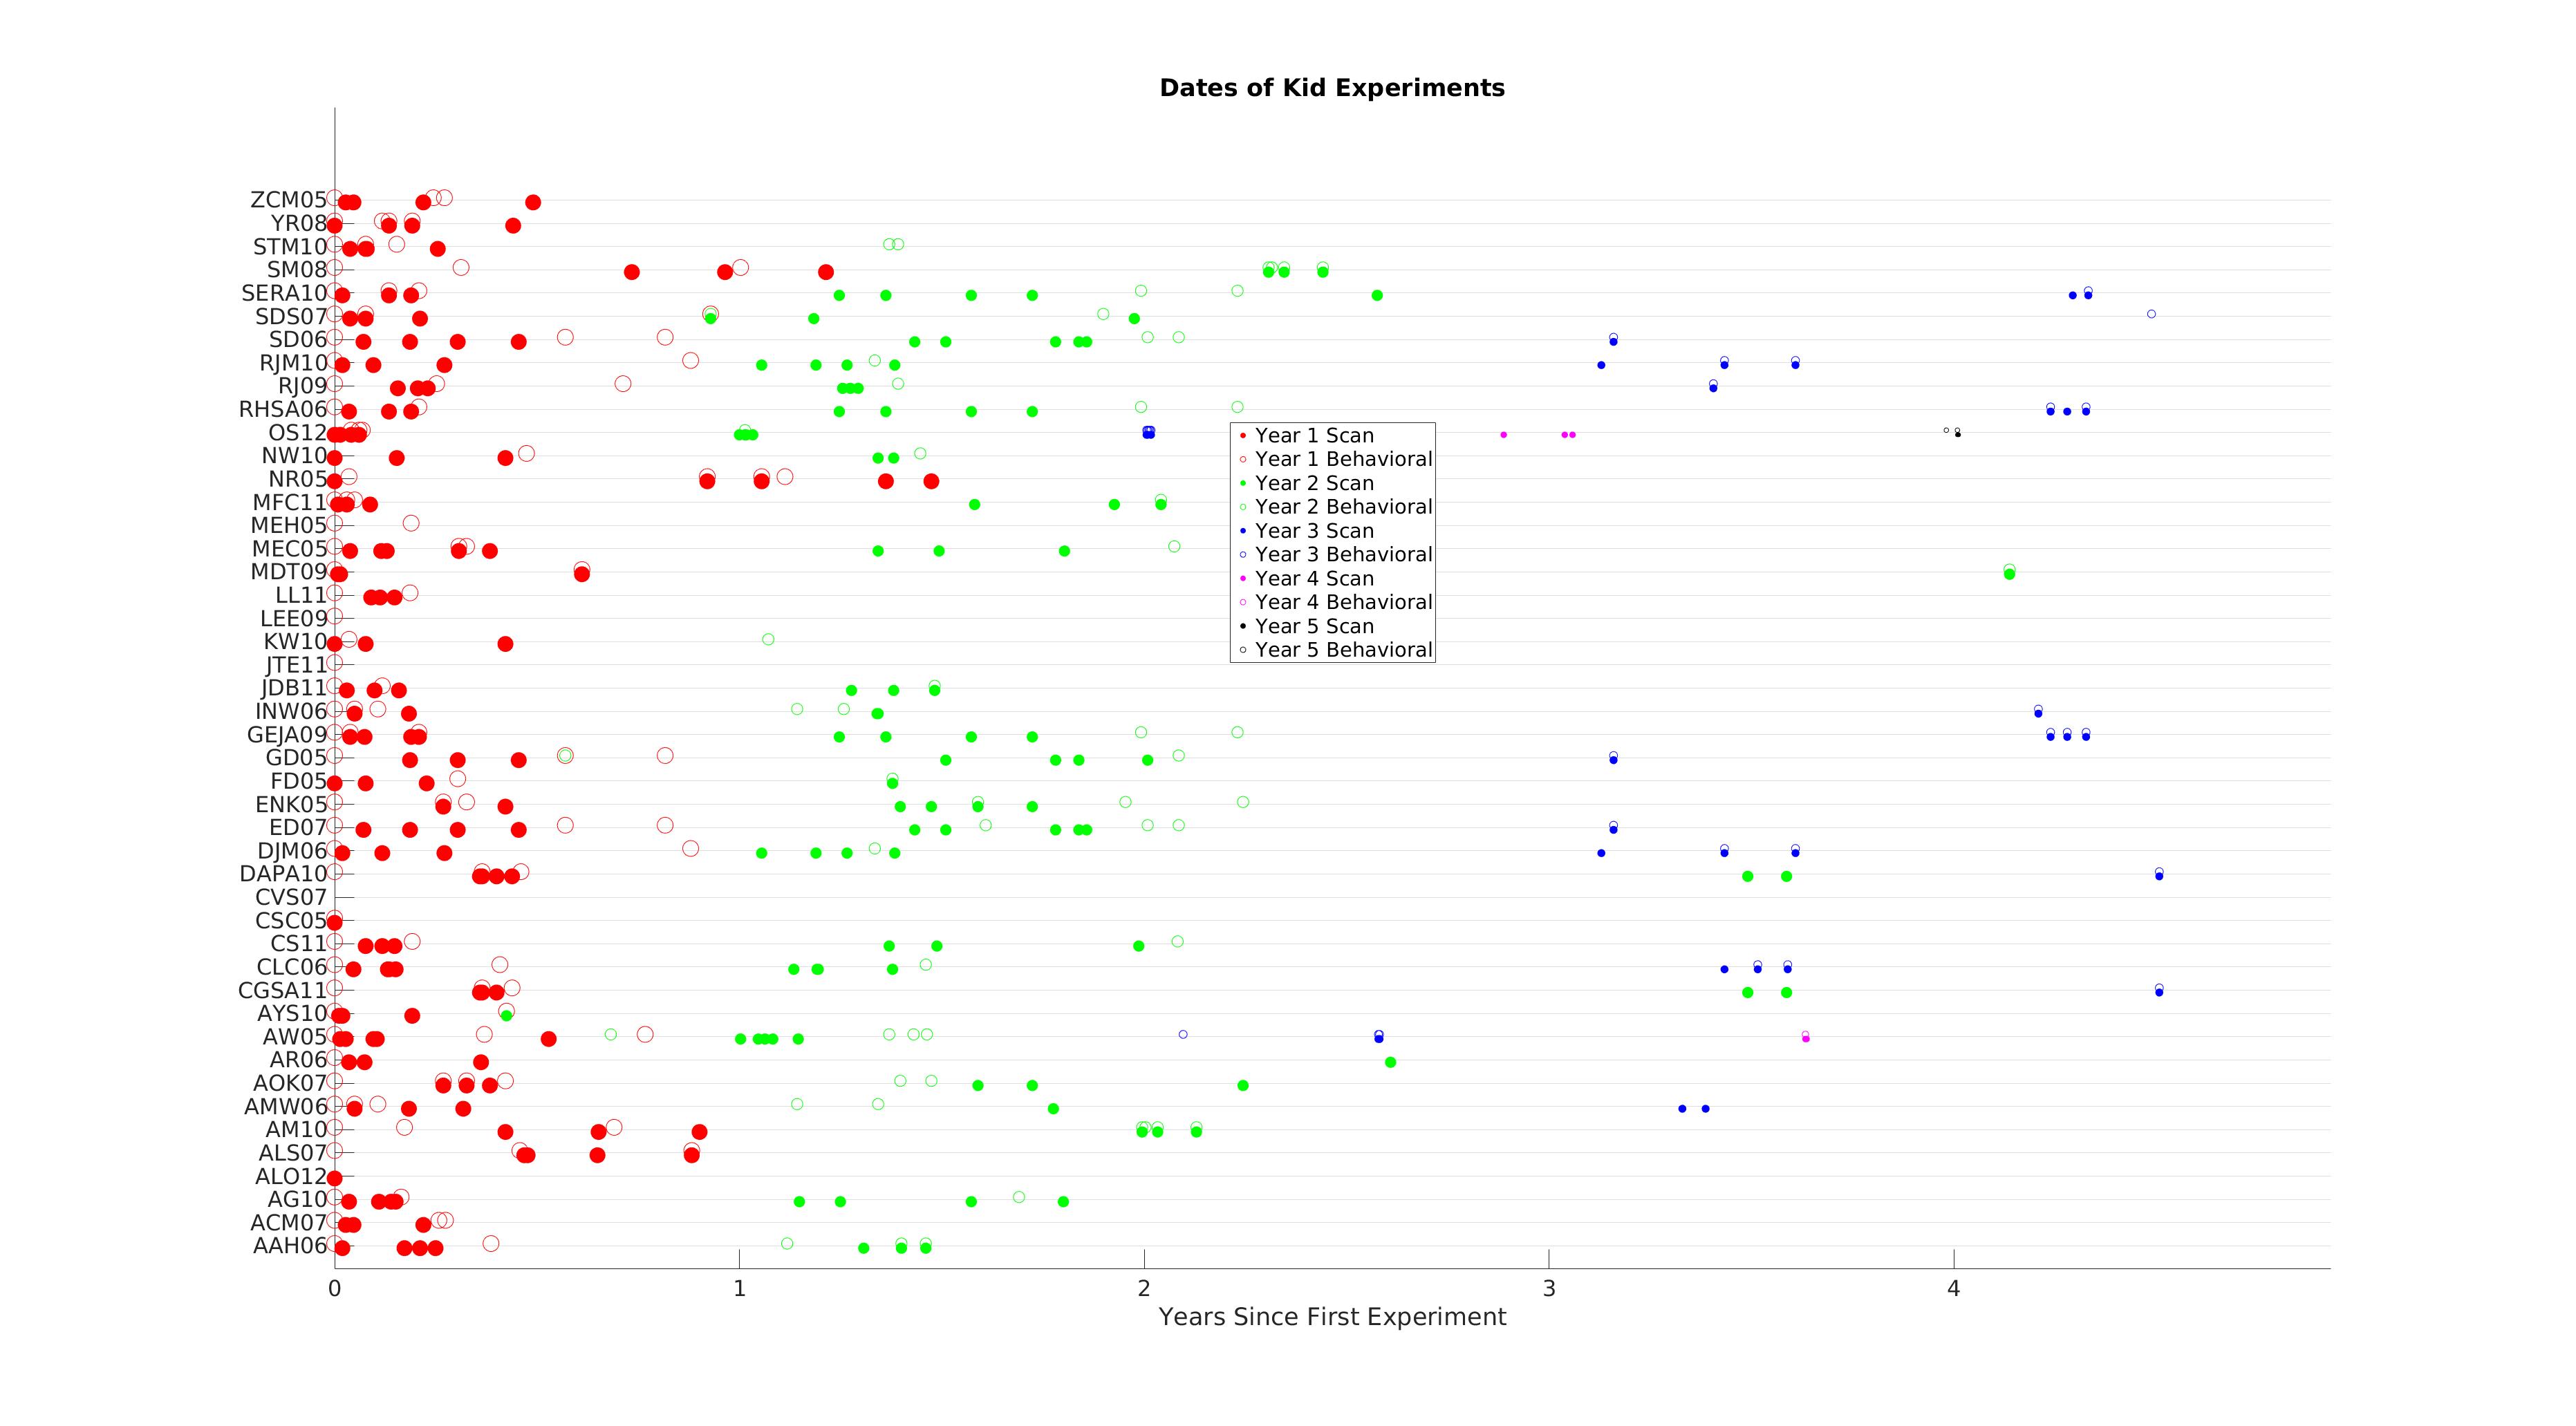 Dates of Kid Experiments
ZCM05
YR08
STM10
SM08
SERA10
SDS07
SD06
RJM10
RJ09
RHSA06
OS12
NW10
NR05
MFC11
MEH05
MEC05
MDT09
LL11
LEE09
KW10
JTE11
JDB11
INW06
GEJA09
GD05
FD05
ENK05
ED07
DJM06
DAPA10
CVS07
CSC05
CS11
CLC06
CGSA11
AYS10
AW05
AR06
AOK07
AMW06
AM10
ALS07
ALO12
AG10
ACM07
AAH06
Year 1 Scan
Year 1 Behavioral
Year 2 Scan
Year 2 Behavioral
Year 3 Scan
Year 3 Behavioral
Year 4 Scan
Year 4 Behavioral
Year 5 Scan
Year 5 Behavioral
0 1 2 3 4
Years Since First Experiment